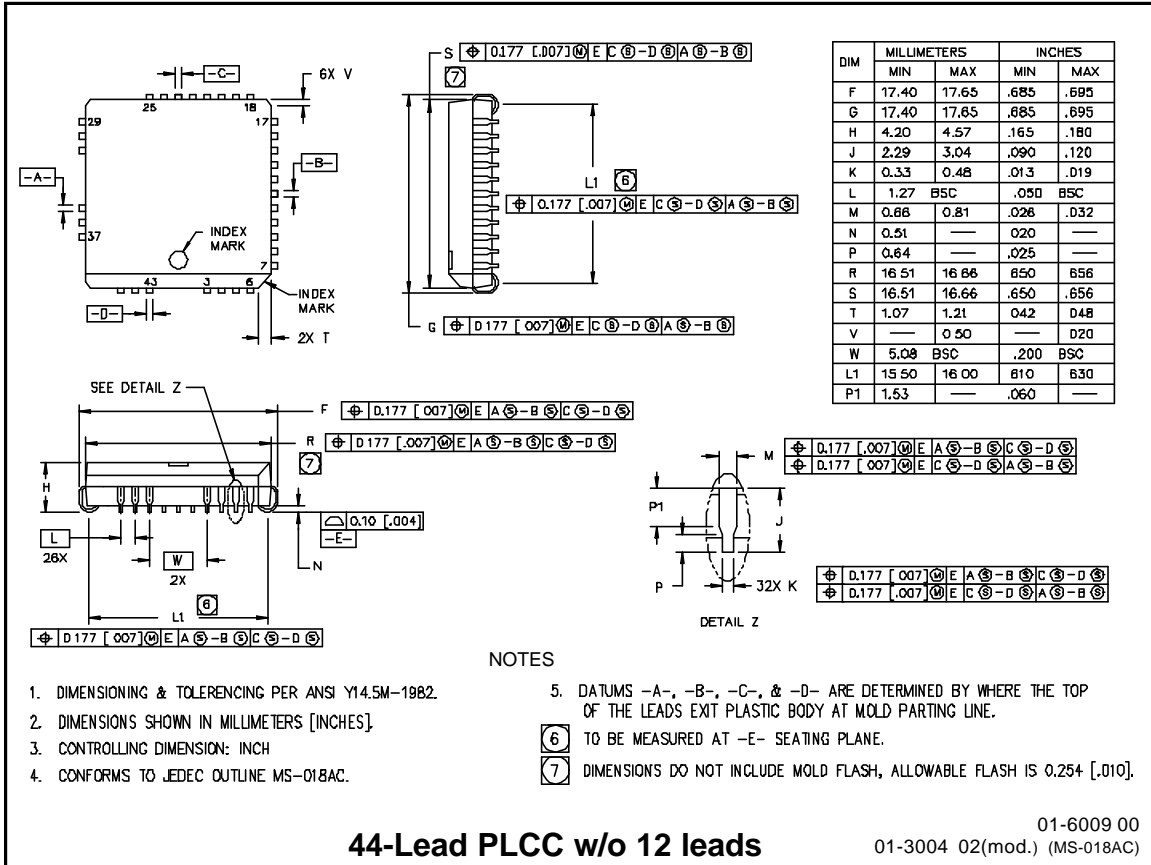 S ⌖ 0.177 [.007] Ⓜ E C Ⓢ-D Ⓢ A Ⓢ-B Ⓢ
7
-C-
6X V
25 18
29 17
-B-
-A-
37
INDEX
MARK
7
43 3 6
INDEX
MARK
-D-
2X T
L1 6
⌖ 0.177 [.007] Ⓜ E C Ⓢ-D Ⓢ A Ⓢ-B Ⓢ
G ⌖ 0.177 [.007] Ⓜ E C Ⓢ-D Ⓢ A Ⓢ-B Ⓢ
DIM MILLIMETERS INCHES
MIN MAX MIN MAX
F 17.40 17.65 .685 .695
G 17.40 17.65 .685 .695
H 4.20 4.57 .165 .180
J 2.29 3.04 .090 .120
K 0.33 0.48 .013 .019
L 1.27 BSC .050 BSC
M 0.66 0.81 .026 .032
N 0.51 — .020 —
P 0.64 — .025 —
R 16.51 16.66 .650 .656
S 16.51 16.66 .650 .656
T 1.07 1.21 .042 .048
V — 0.50 — .020
W 5.08 BSC .200 BSC
L1 15.50 16.00 .610 .630
P1 1.53 — .060 —
SEE DETAIL Z
F ⌖ 0.177 [.007] Ⓜ E A Ⓢ-B Ⓢ C Ⓢ-D Ⓢ
R ⌖ 0.177 [.007] Ⓜ E A Ⓢ-B Ⓢ C Ⓢ-D Ⓢ
7
H
⌓ 0.10 [.004]
-E-
L
26X
W
2X
N
L1 6
⌖ 0.177 [.007] Ⓜ E A Ⓢ-B Ⓢ C Ⓢ-D Ⓢ
M ⌖ 0.177 [.007] Ⓜ E A Ⓢ-B Ⓢ C Ⓢ-D Ⓢ
⌖ 0.177 [.007] Ⓜ E C Ⓢ-D Ⓢ A Ⓢ-B Ⓢ
P1
J
P 32X K
⌖ 0.177 [.007] Ⓜ E A Ⓢ-B Ⓢ C Ⓢ-D Ⓢ
⌖ 0.177 [.007] Ⓜ E C Ⓢ-D Ⓢ A Ⓢ-B Ⓢ
DETAIL Z
NOTES
1. DIMENSIONING & TOLERENCING PER ANSI Y14.5M-1982.
2. DIMENSIONS SHOWN IN MILLIMETERS [INCHES].
3. CONTROLLING DIMENSION: INCH
4. CONFORMS TO JEDEC OUTLINE MS-018AC.
5. DATUMS -A-, -B-, -C-, & -D- ARE DETERMINED BY WHERE THE TOP
OF THE LEADS EXIT PLASTIC BODY AT MOLD PARTING LINE.
6 TO BE MEASURED AT -E- SEATING PLANE.
7 DIMENSIONS DO NOT INCLUDE MOLD FLASH, ALLOWABLE FLASH IS 0.254 [.010].
44-Lead PLCC w/o 12 leads
01-6009 00
01-3004 02(mod.) (MS-018AC)